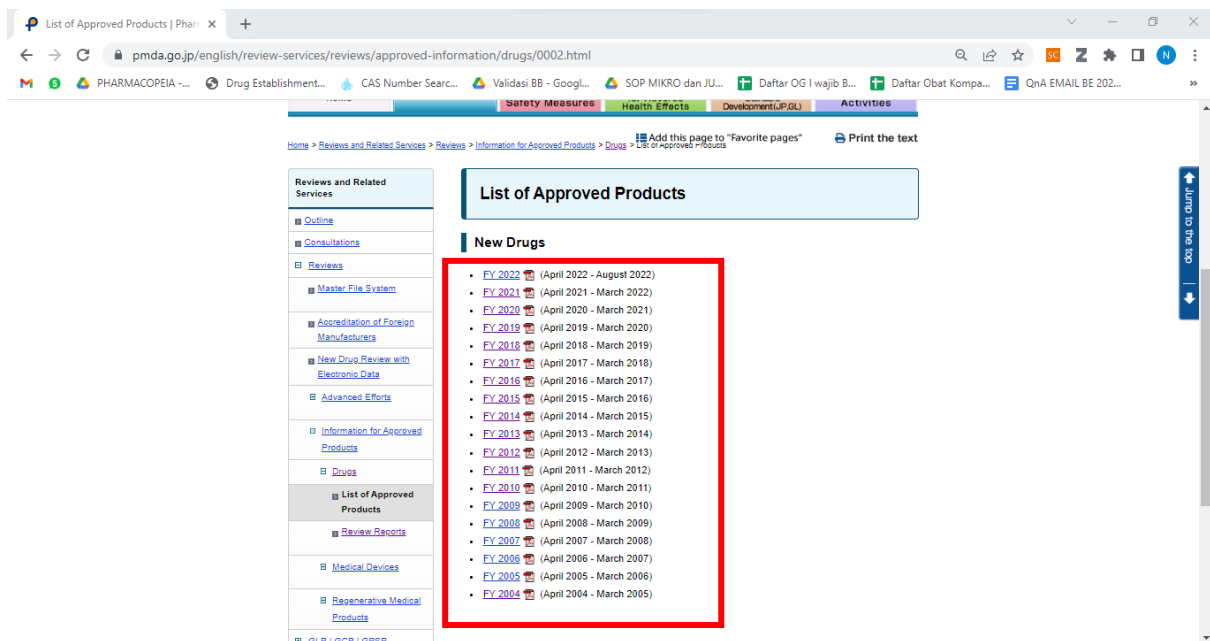 List of Approved Products | Phar
pmda.go.jp/english/review-services/reviews/approved-information/drugs/0002.html
SC Z N
PHARMACOPEIA -... Drug Establishment... CAS Number Searc... Validasi BB - Googl... SOP MIKRO dan JU... Daftar OG I wajib B... Daftar Obat Kompa... QnA EMAIL BE 202... »
Home Safety Measures Health Effects Development(JP,GL) Activities
Add this page to "Favorite pages" Print the text
Home > Reviews and Related Services > Reviews > Information for Approved Products > Drugs > List of Approved Products
Reviews and Related
Services
Outline
Consultations
Reviews
Master File System
Accreditation of Foreign
Manufacturers
New Drug Review with
Electronic Data
Advanced Efforts
Information for Approved
Products
Drugs
List of Approved
Products
Review Reports
Medical Devices
Regenerative Medical
Products
GLP / GCP / GPSP
List of Approved Products
New Drugs
• FY 2022 (April 2022 - August 2022)
• FY 2021 (April 2021 - March 2022)
• FY 2020 (April 2020 - March 2021)
• FY 2019 (April 2019 - March 2020)
• FY 2018 (April 2018 - March 2019)
• FY 2017 (April 2017 - March 2018)
• FY 2016 (April 2016 - March 2017)
• FY 2015 (April 2015 - March 2016)
• FY 2014 (April 2014 - March 2015)
• FY 2013 (April 2013 - March 2014)
• FY 2012 (April 2012 - March 2013)
• FY 2011 (April 2011 - March 2012)
• FY 2010 (April 2010 - March 2011)
• FY 2009 (April 2009 - March 2010)
• FY 2008 (April 2008 - March 2009)
• FY 2007 (April 2007 - March 2008)
• FY 2006 (April 2006 - March 2007)
• FY 2005 (April 2005 - March 2006)
• FY 2004 (April 2004 - March 2005)
Jump to the top